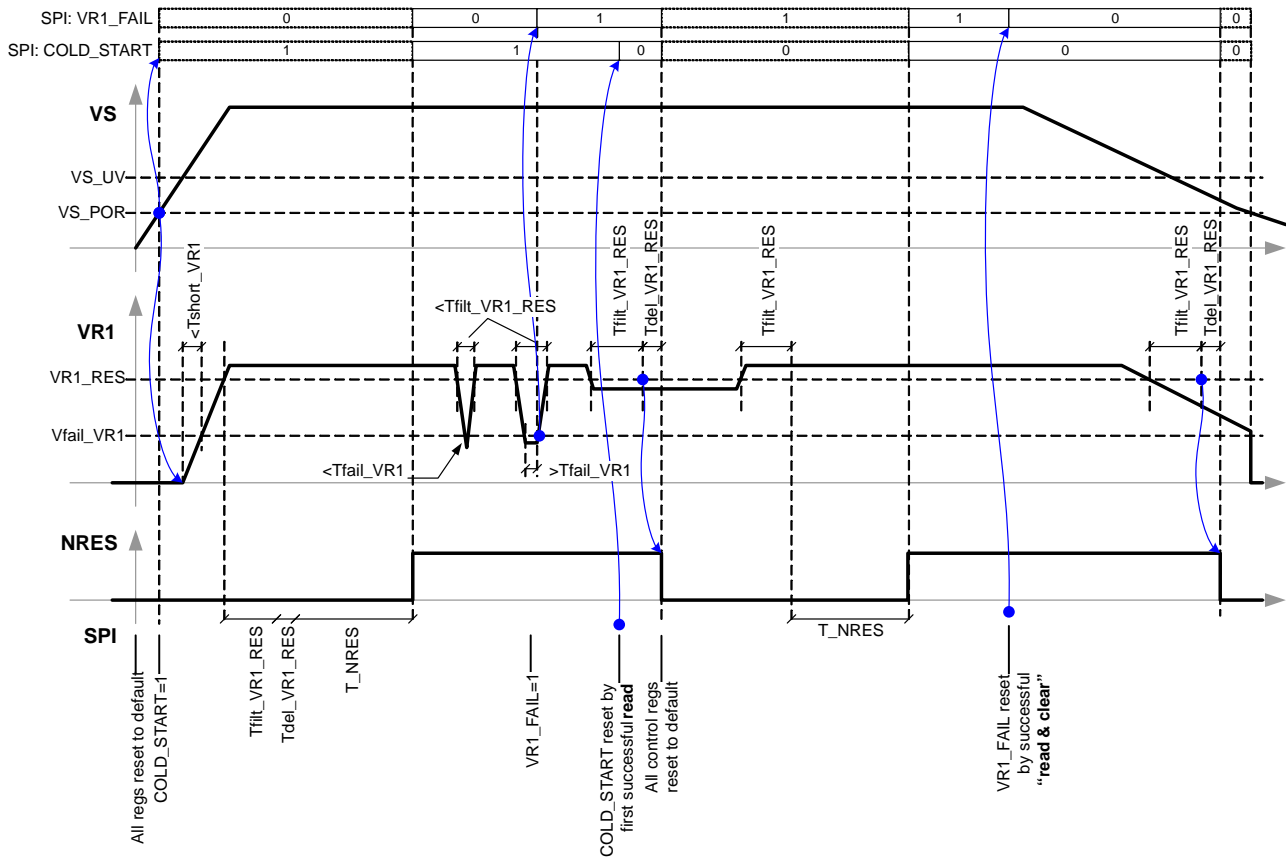 SPI: VR1_FAIL
0
0
1
1
1
0
0
SPI: COLD_START
1
1
0
0
0
0
VS
VS_UV
VS_POR
<Tshort_VR1
Tfilt_VR1_RES
Tdel_VR1_RES
Tfilt_VR1_RES
Tfilt_VR1_RES
Tdel_VR1_RES
VR1
<Tfilt_VR1_RES
VR1_RES
Vfail_VR1
<Tfail_VR1
>Tfail_VR1
NRES
SPI
T_NRES
All regs reset to default
COLD_START=1
Tfilt_VR1_RES
Tdel_VR1_RES
T_NRES
VR1_FAIL=1
COLD_START reset by
first successful read
All control regs
reset to default
VR1_FAIL reset
by successful
“read & clear”